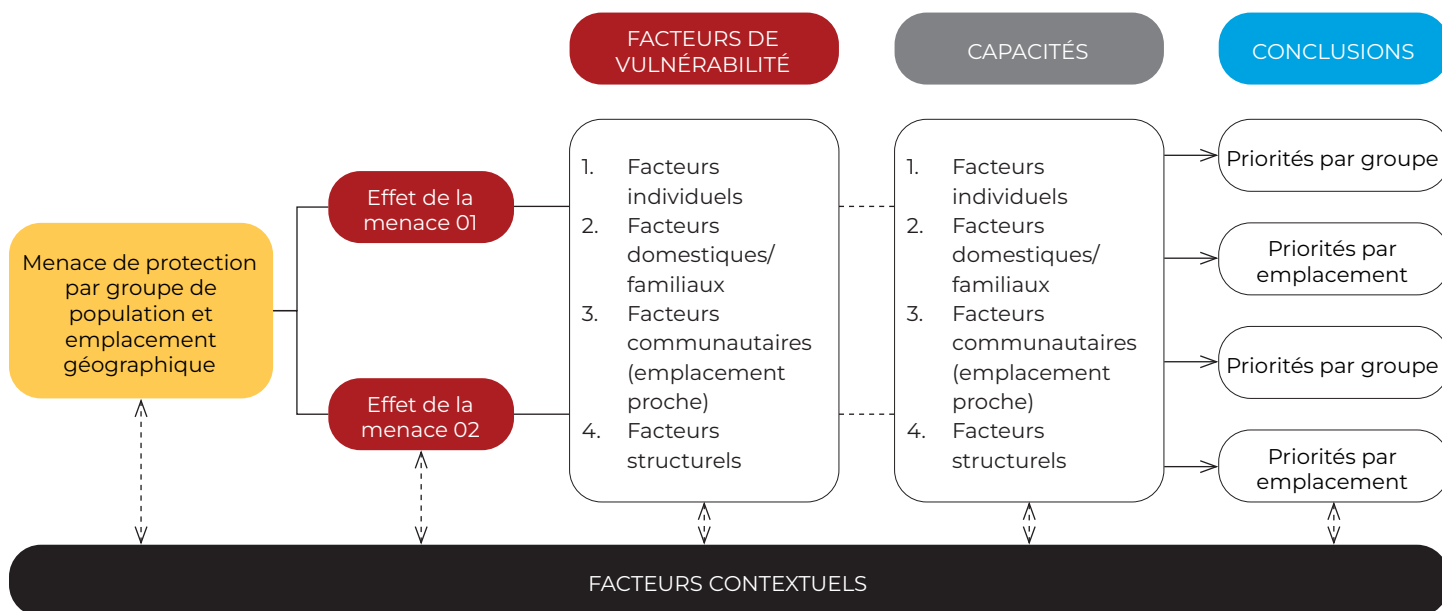 FACTEURS DE
VULNÉRABILITÉ
CAPACITÉS
CONCLUSIONS
Menace de protection
par groupe de
population et
emplacement
géographique
Effet de la
menace 01
Effet de la
menace 02
1. Facteurs
individuels
2. Facteurs
domestiques/
familiaux
3. Facteurs
communautaires
(emplacement
proche)
4. Facteurs
structurels
1. Facteurs
individuels
2. Facteurs
domestiques/
familiaux
3. Facteurs
communautaires
(emplacement
proche)
4. Facteurs
structurels
Priorités par groupe
Priorités par
emplacement
Priorités par groupe
Priorités par
emplacement
FACTEURS CONTEXTUELS